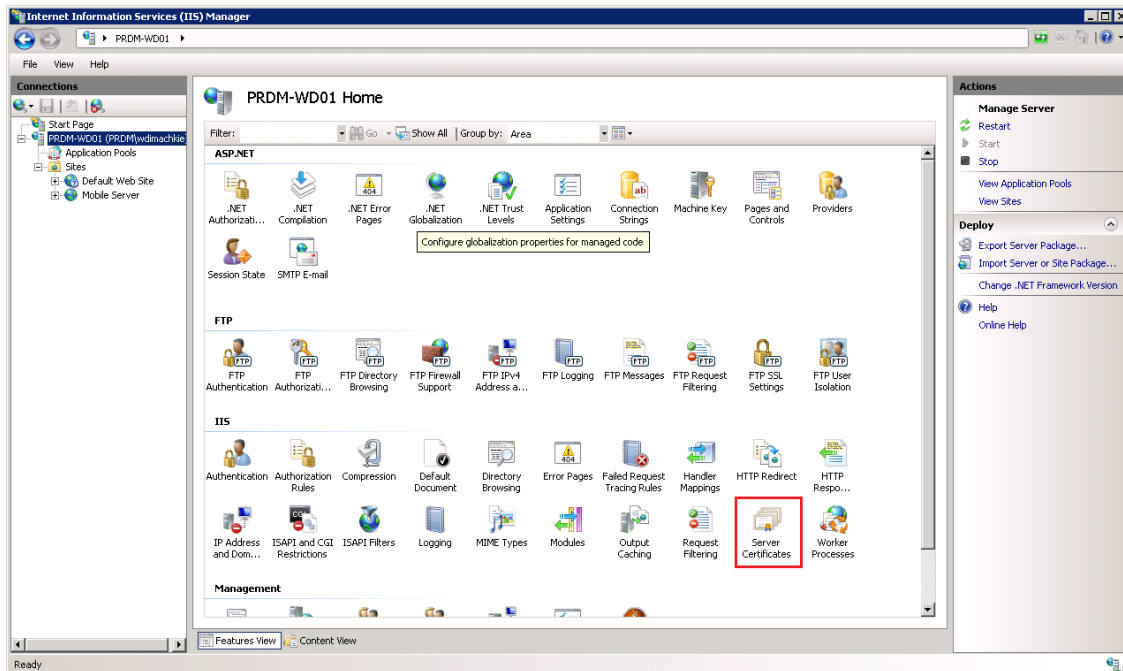 Internet Information Services (IIS) Manager
PRDM-WD01
File View Help
Connections
Start Page
PRDM-WD01 (PRDM\wdimachkie
Application Pools
Sites
Default Web Site
Mobile Server
PRDM-WD01 Home
Filter: Go Show All Group by: Area
ASP.NET
.NET Authorizati...
.NET Compilation
.NET Error Pages
.NET Globalization
.NET Trust Levels
Application Settings
Connection Strings
Machine Key
Pages and Controls
Providers
Configure globalization properties for managed code
Session State
SMTP E-mail
FTP
FTP Authentication
FTP Authorizati...
FTP Directory Browsing
FTP Firewall Support
FTP IPv4 Address a...
FTP Logging
FTP Messages
FTP Request Filtering
FTP SSL Settings
FTP User Isolation
IIS
Authentication
Authorization Rules
Compression
Default Document
Directory Browsing
Error Pages
Failed Request Tracing Rules
Handler Mappings
HTTP Redirect
HTTP Respo...
IP Address and Dom...
ISAPI and CGI Restrictions
ISAPI Filters
Logging
MIME Types
Modules
Output Caching
Request Filtering
Server Certificates
Worker Processes
Management
Features View
Content View
Actions
Manage Server
Restart
Start
Stop
View Application Pools
View Sites
Deploy
Export Server Package...
Import Server or Site Package...
Change .NET Framework Version
Help
Online Help
Ready